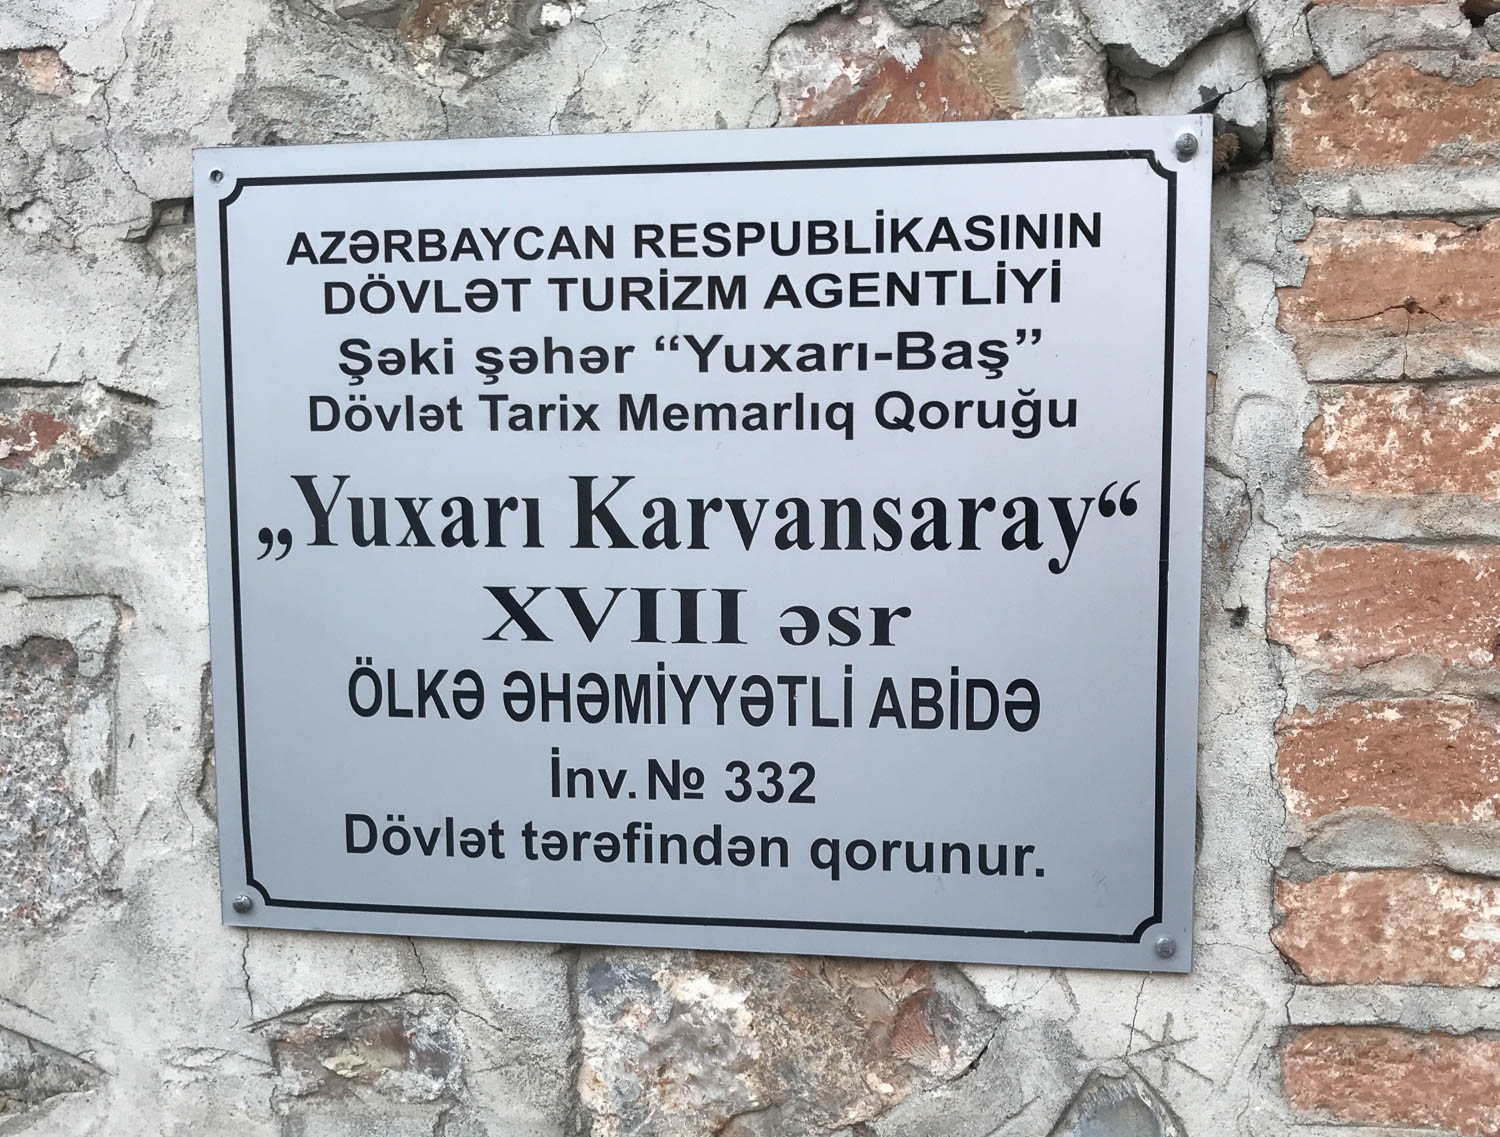 AZƏRBAYCAN RESPUBLİKASININ
DÖVLƏT TURİZM AGENTLİYİ
Şəki şəhər “Yuxarı-Baş”
Dövlət Tarix Memarlıq Qoruğu
„Yuxarı Karvansaray“
XVIII əsr
ÖLKƏ ƏHƏMİYYƏTLİ ABİDƏ
İnv. № 332
Dövlət tərəfindən qorunur.